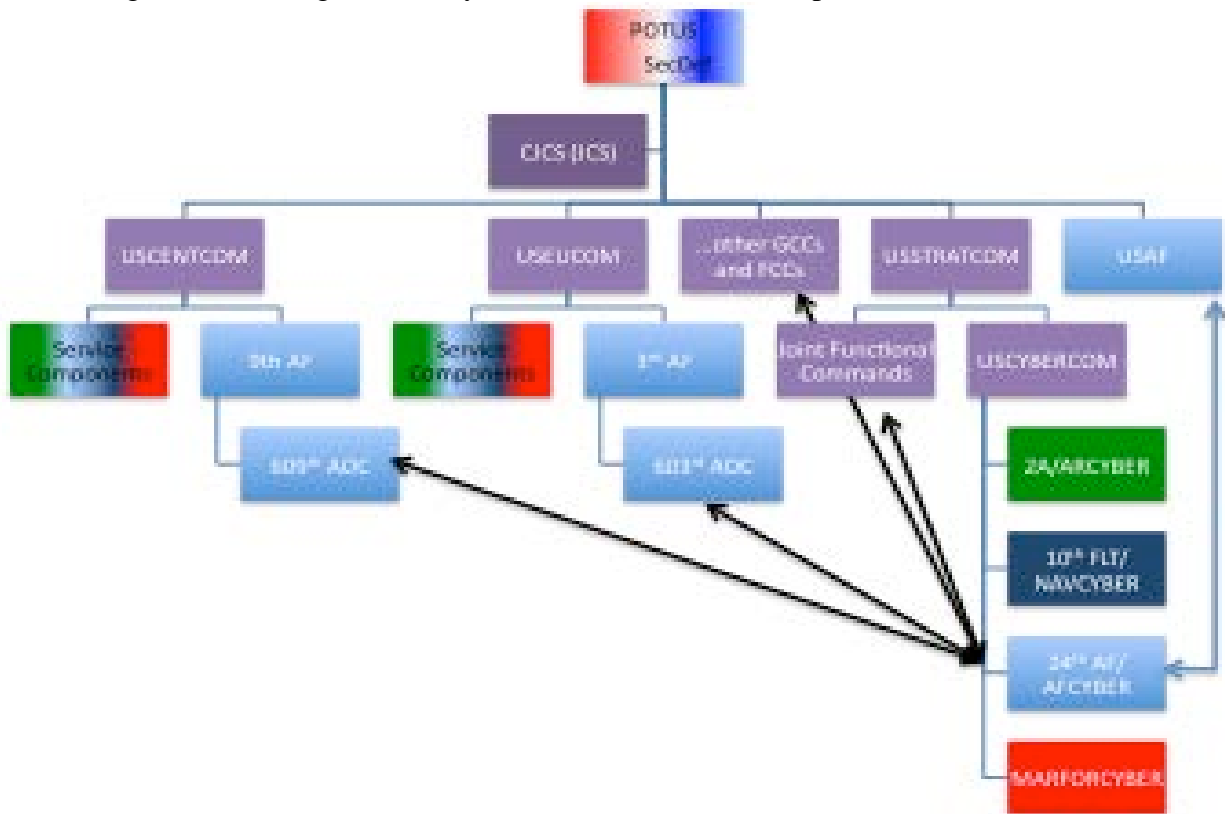 POTUS
SecDef
CJCS (JCS)
USCENTCOM
USEUCOM
...other GCCs
and FCCs
USSTRATCOM
USAF
Service
Components
9th AF
Service
Components
3rd AF
Joint Functional
Commands
USCYBERCOM
609th AOC
603rd AOC
2A/ARCYBER
10th FLT/
NAVCYBER
24th AF/
AFCYBER
MARFORCYBER